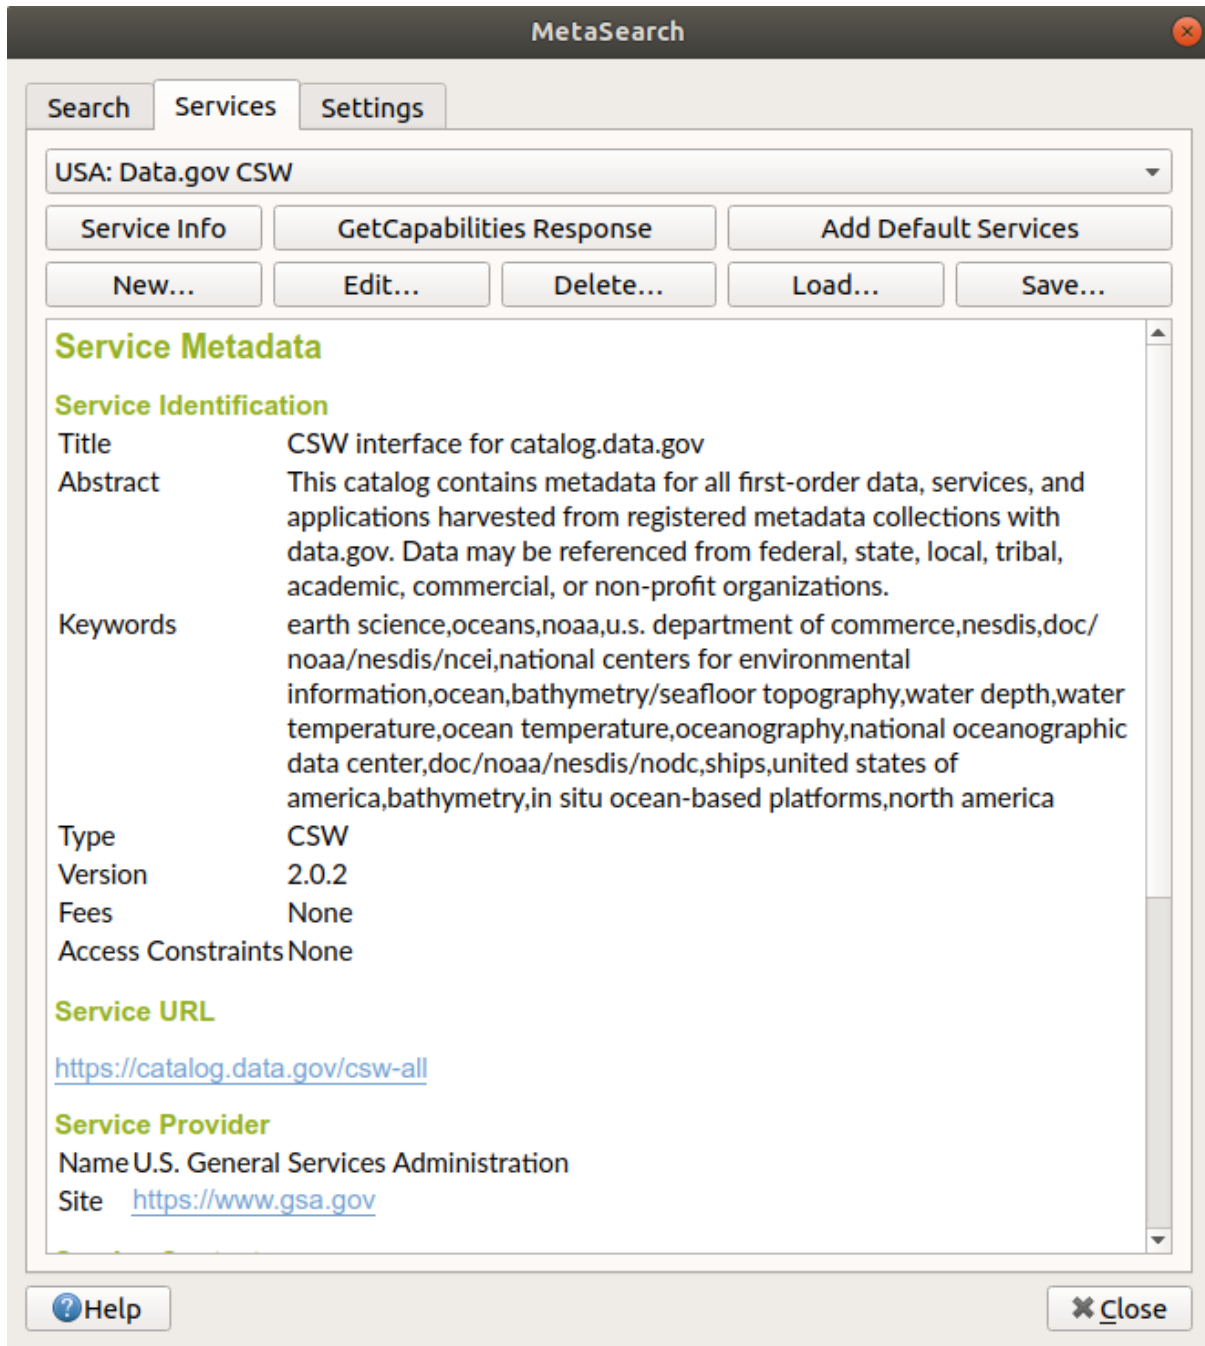 MetaSearch
Search Services Settings
USA: Data.gov CSW
Service Info GetCapabilities Response Add Default Services
New... Edit... Delete... Load... Save...
Service Metadata
Service Identification
Title CSW interface for catalog.data.gov
Abstract This catalog contains metadata for all first-order data, services, and
applications harvested from registered metadata collections with
data.gov. Data may be referenced from federal, state, local, tribal,
academic, commercial, or non-profit organizations.
Keywords earth science,oceans,noaa,u.s. department of commerce,nesdis,doc/
noaa/nesdis/ncei,national centers for environmental
information,ocean,bathymetry/seafloor topography,water depth,water
temperature,ocean temperature,oceanography,national oceanographic
data center,doc/noaa/nesdis/nodc,ships,united states of
america,bathymetry,in situ ocean-based platforms,north america
Type CSW
Version 2.0.2
Fees None
Access Constraints None
Service URL
https://catalog.data.gov/csw-all
Service Provider
Name U.S. General Services Administration
Site https://www.gsa.gov
Help Close